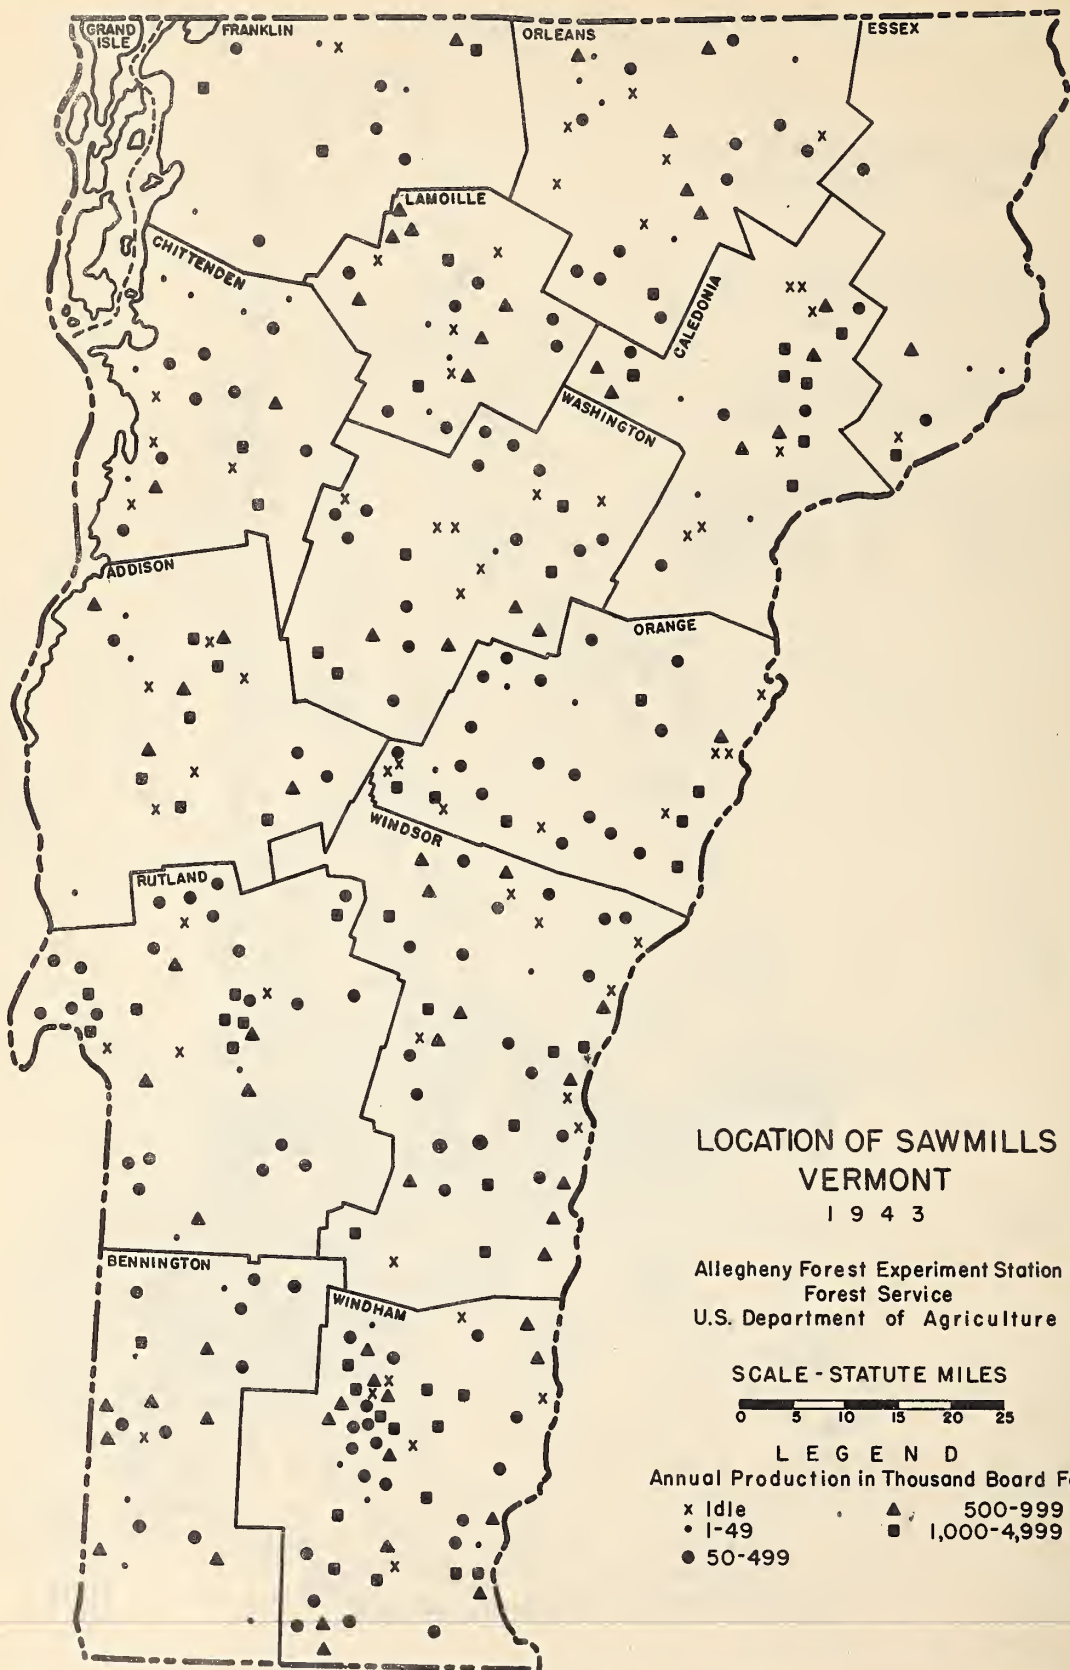 GRAND
ISLE
FRANKLIN
ORLEANS
ESSEX
LAMOILLE
CHITTENDEN
CALEDONIA
WASHINGTON
ADDISON
ORANGE
WINDSOR
RUTLAND
BENNINGTON
WINDHAM
LOCATION OF SAWMILLS
VERMONT
1943
Allegheny Forest Experiment Station
Forest Service
U.S. Department of Agriculture
SCALE - STATUTE MILES
0 5 10 15 20 25
LEGEND
Annual Production in Thousand Board
x Idle
• 1-49
● 50-499
▲ 500-999
■ 1,000-4,999